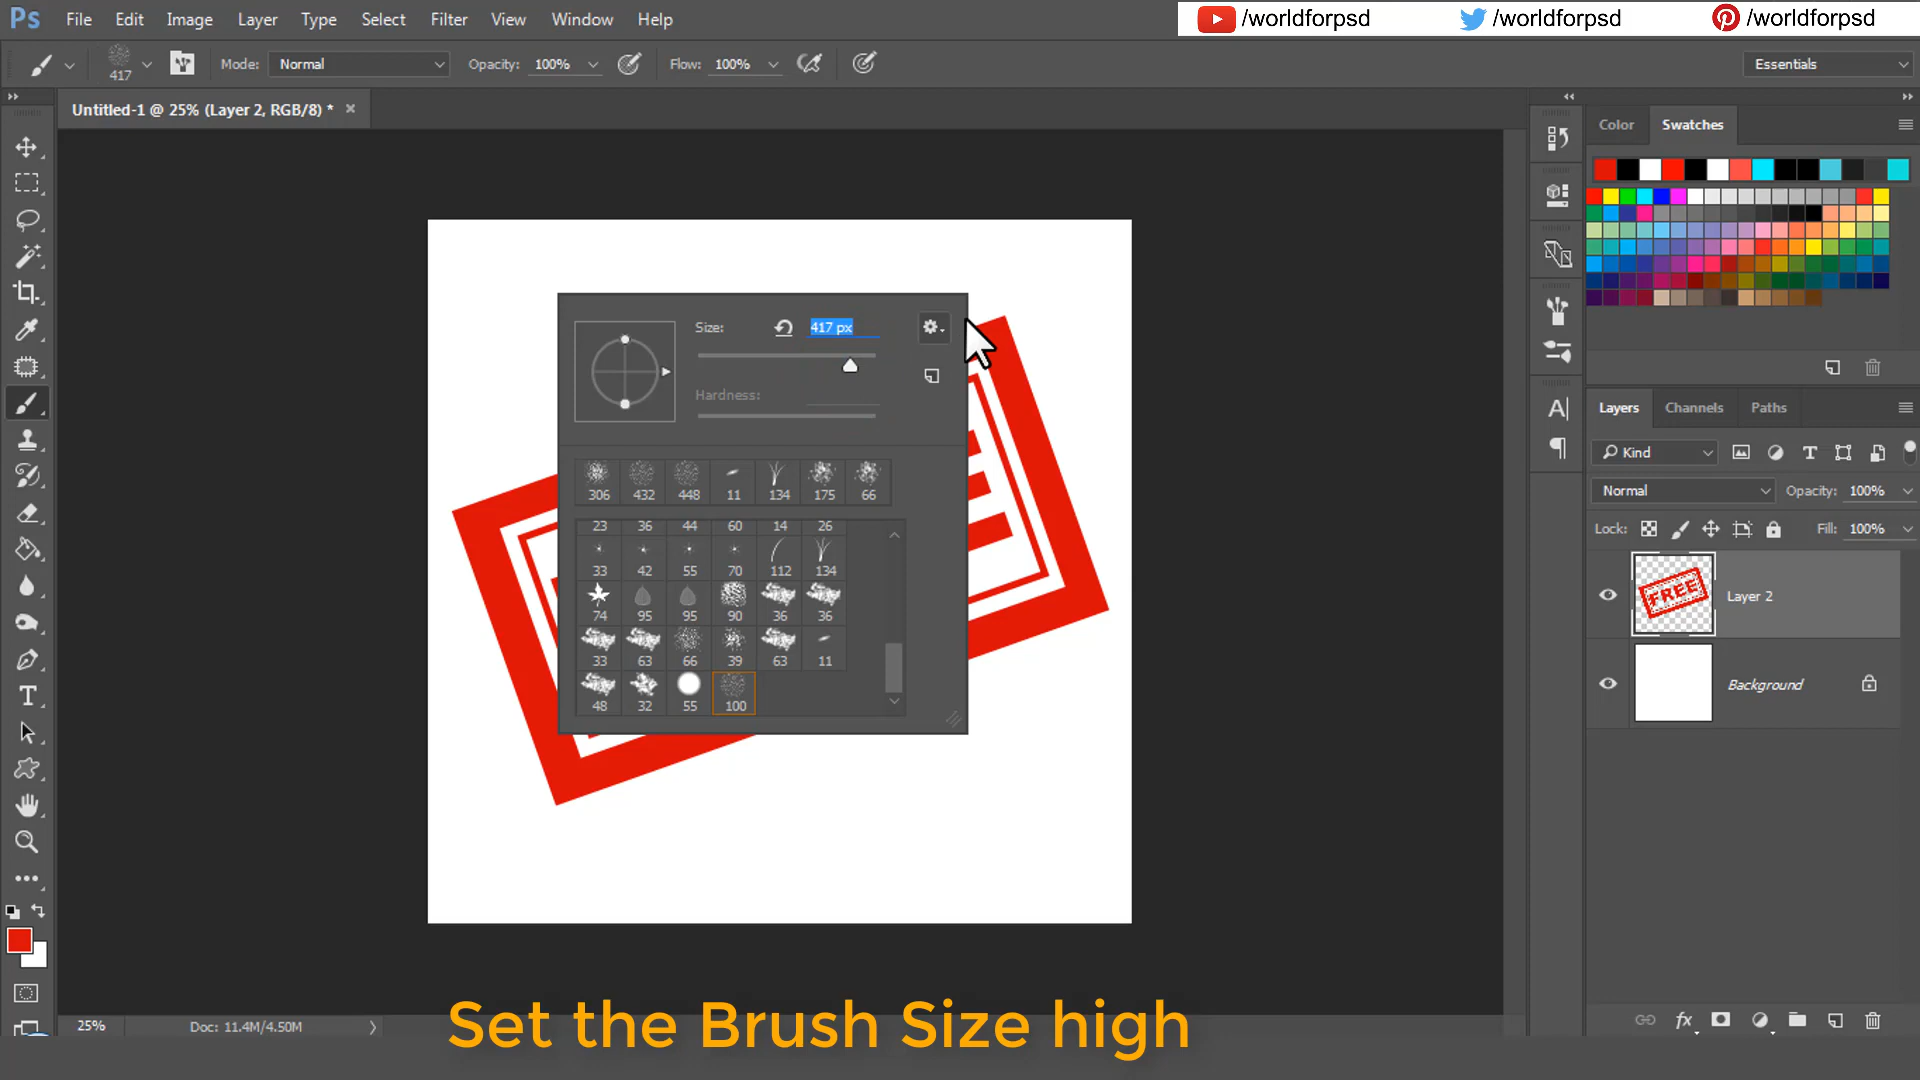 Ps File Edit Image Layer Type Select Filter View Window Help
/worldforpsd /worldforpsd /worldforpsd
417 Mode: Normal Opacity: 100% Flow: 100% Essentials
Untitled-1 @ 25% (Layer 2, RGB/8) *
Color Swatches
Size: 417 px
Hardness:
306 432 448 11 134 175 66
23 36 44 60 14 26
33 42 55 70 112 134
74 95 95 90 36 36
33 63 66 39 63 11
48 32 55 100
Layers Channels Paths
Kind
Normal Opacity: 100%
Lock: Fill: 100%
FREE
Layer 2
Background
25% Doc: 11.4M/4.50M
Set the Brush Size high